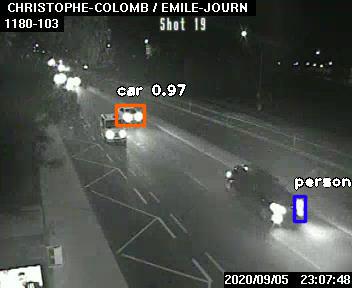 CHRISTOPHE-COLOMB / EMILE-JOURN
1180-103
Shot 19
car 0.97
person
2020/09/05 23:07:48